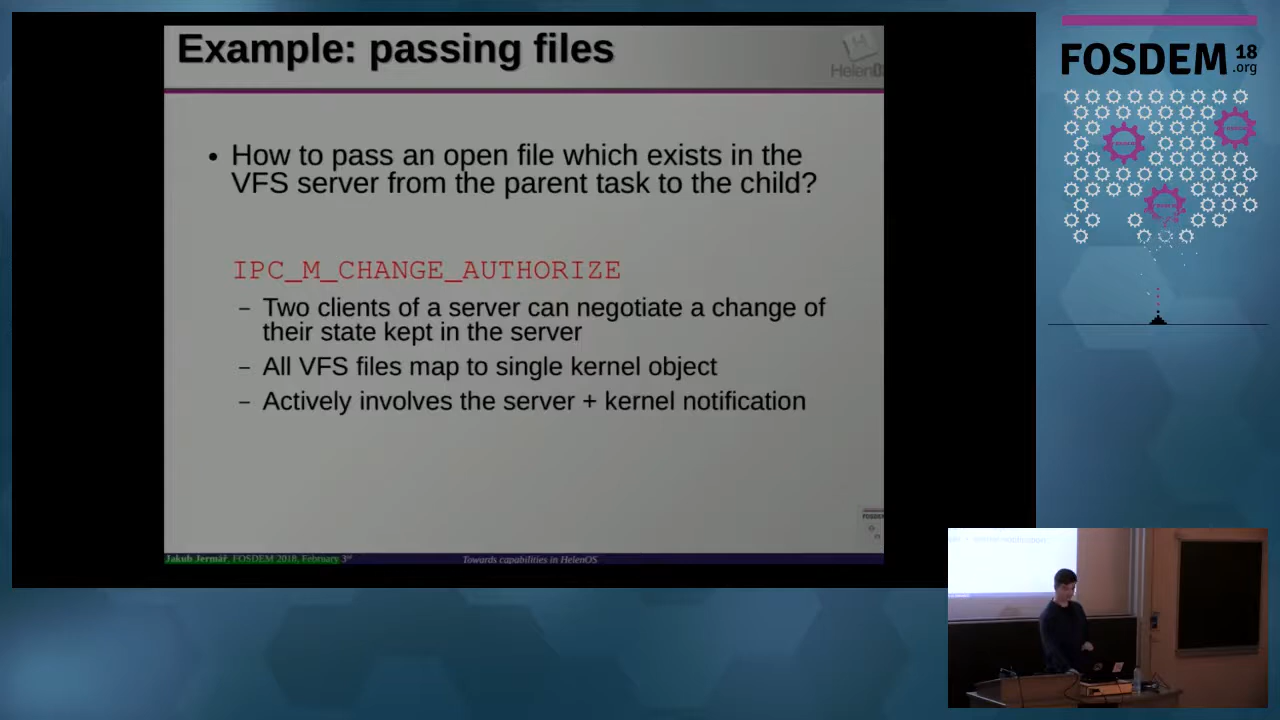 Example: passing files
HelenOS
• How to pass an open file which exists in the
VFS server from the parent task to the child?
IPC_M_CHANGE_AUTHORIZE
– Two clients of a server can negotiate a change of
their state kept in the server
– All VFS files map to single kernel object
– Actively involves the server + kernel notification
FOSDEM
Jakub Jermář, FOSDEM 2018, February 3rd
Towards capabilities in HelenOS
FOSDEM 18
.org